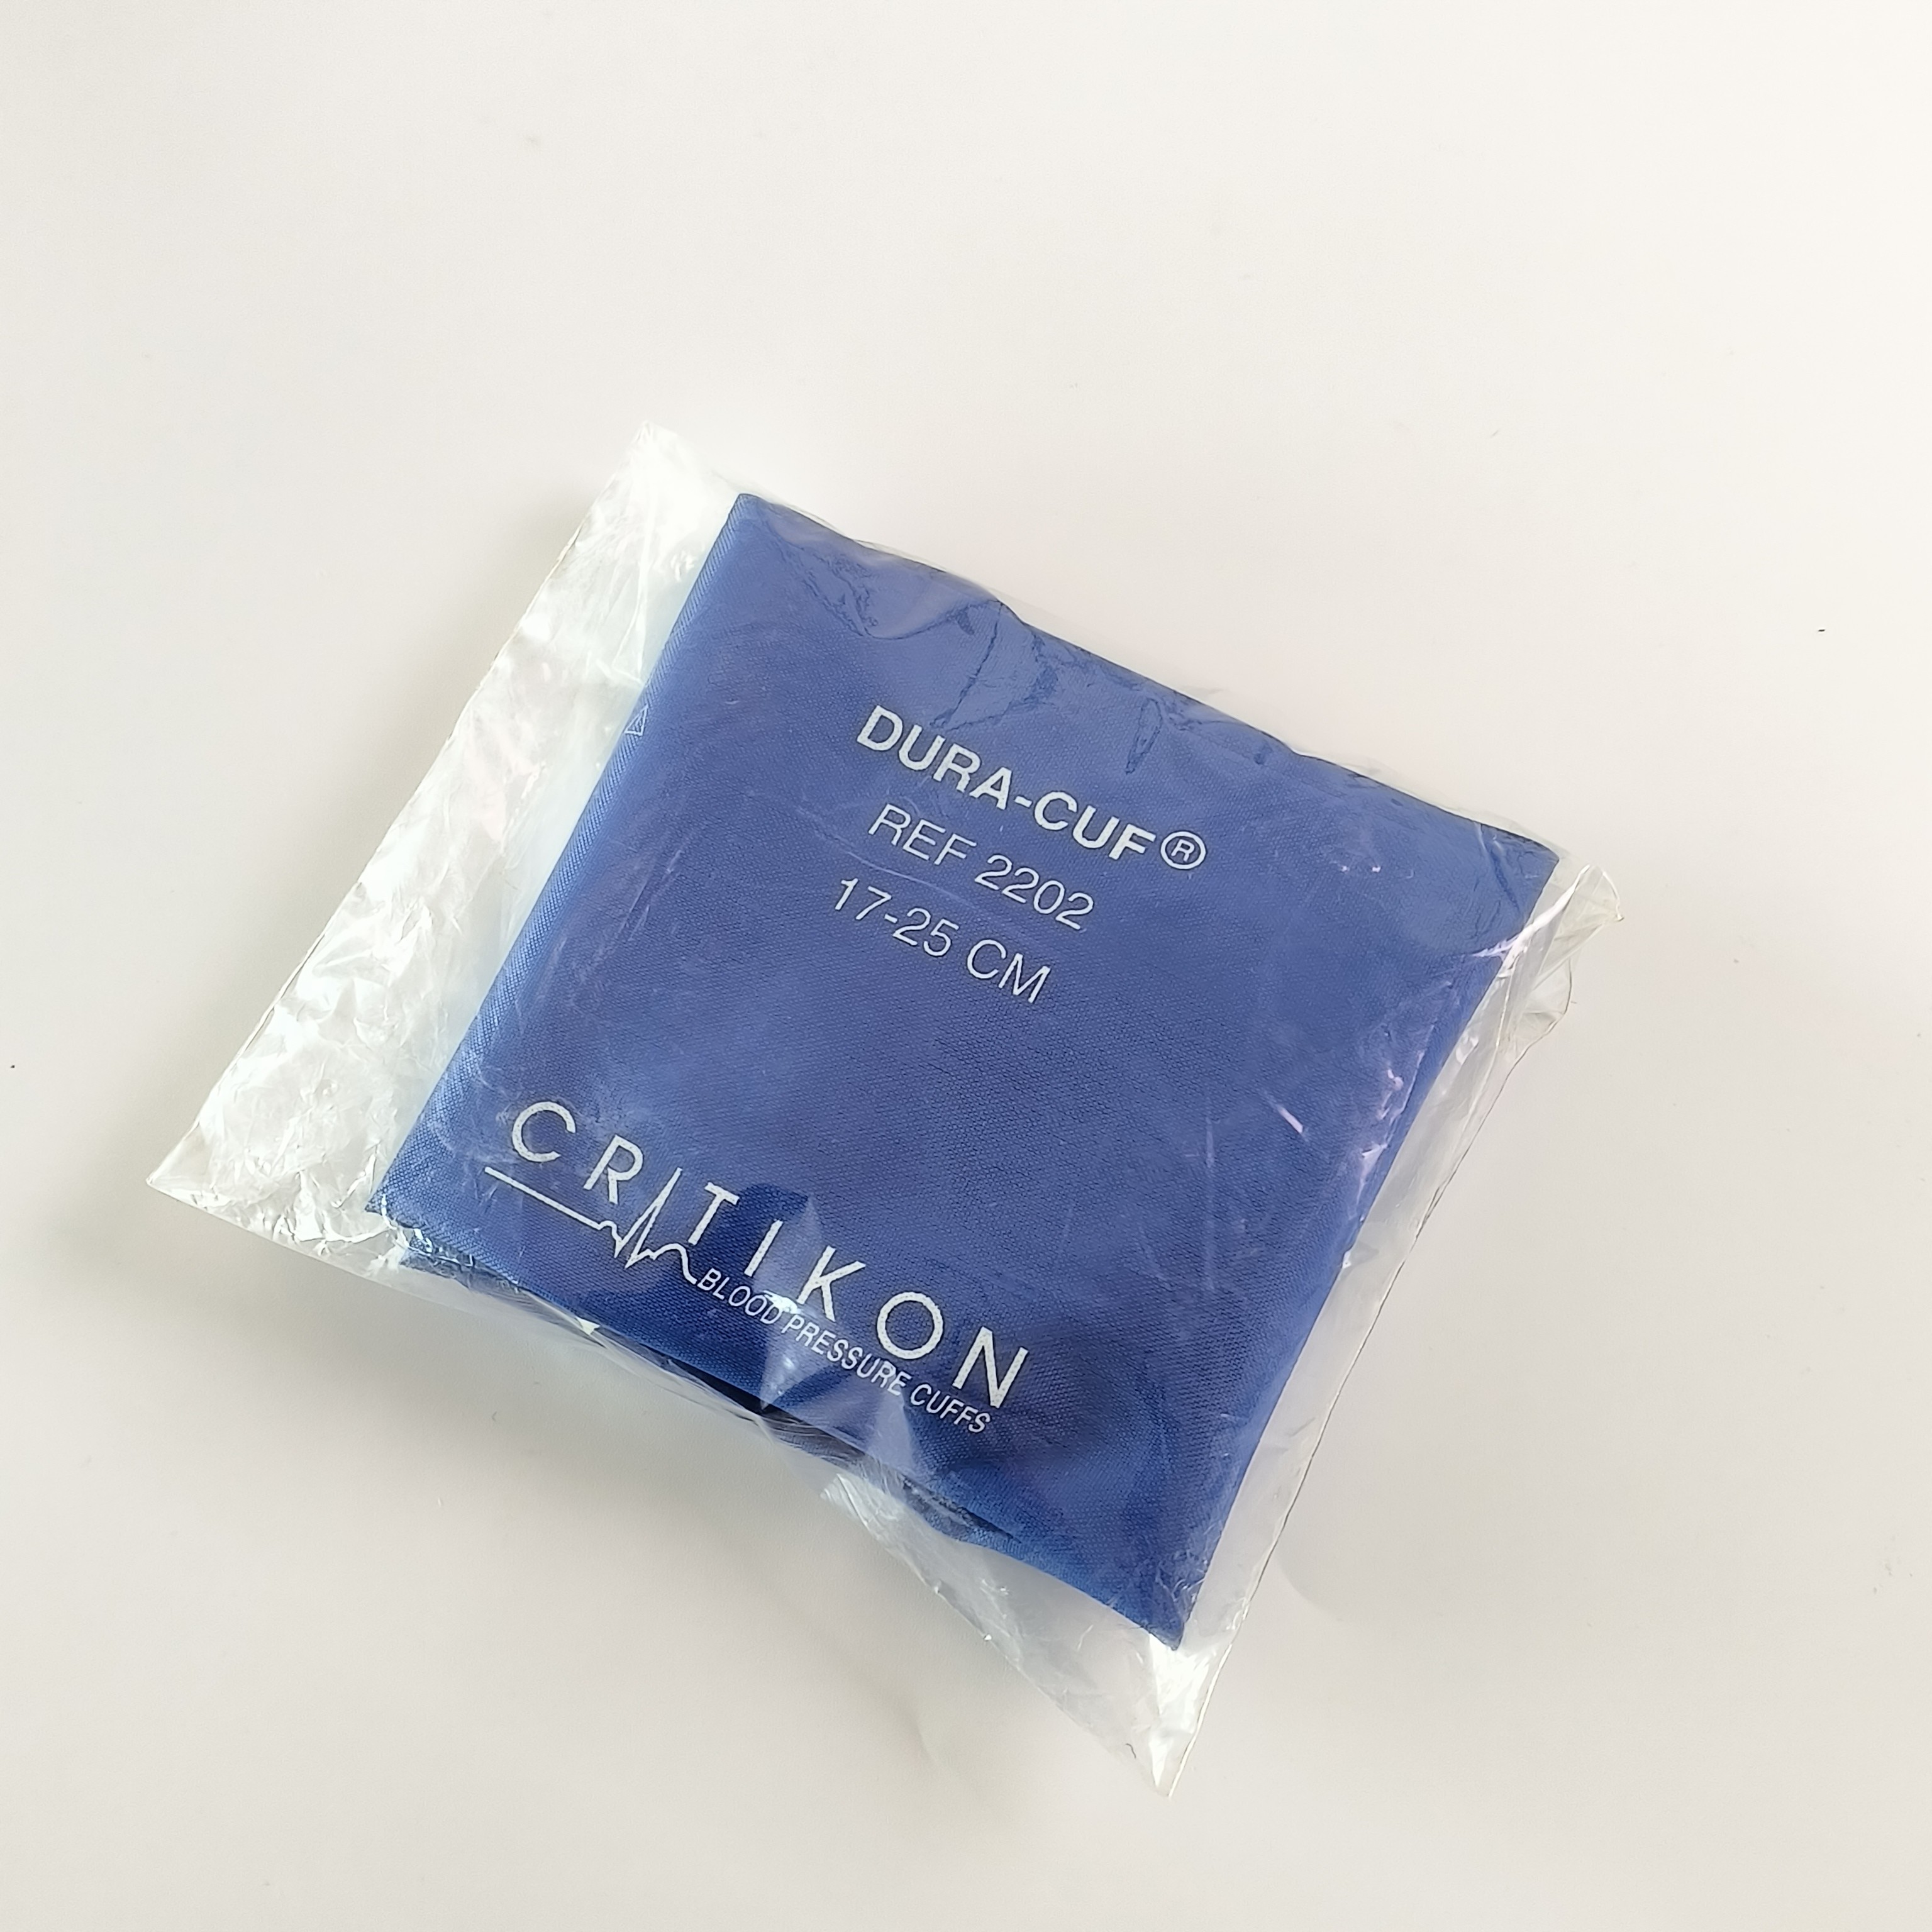 DURA-CUF®
REF 2202
17-25 CM
CRITIKON
BLOOD PRESSURE CUFFS